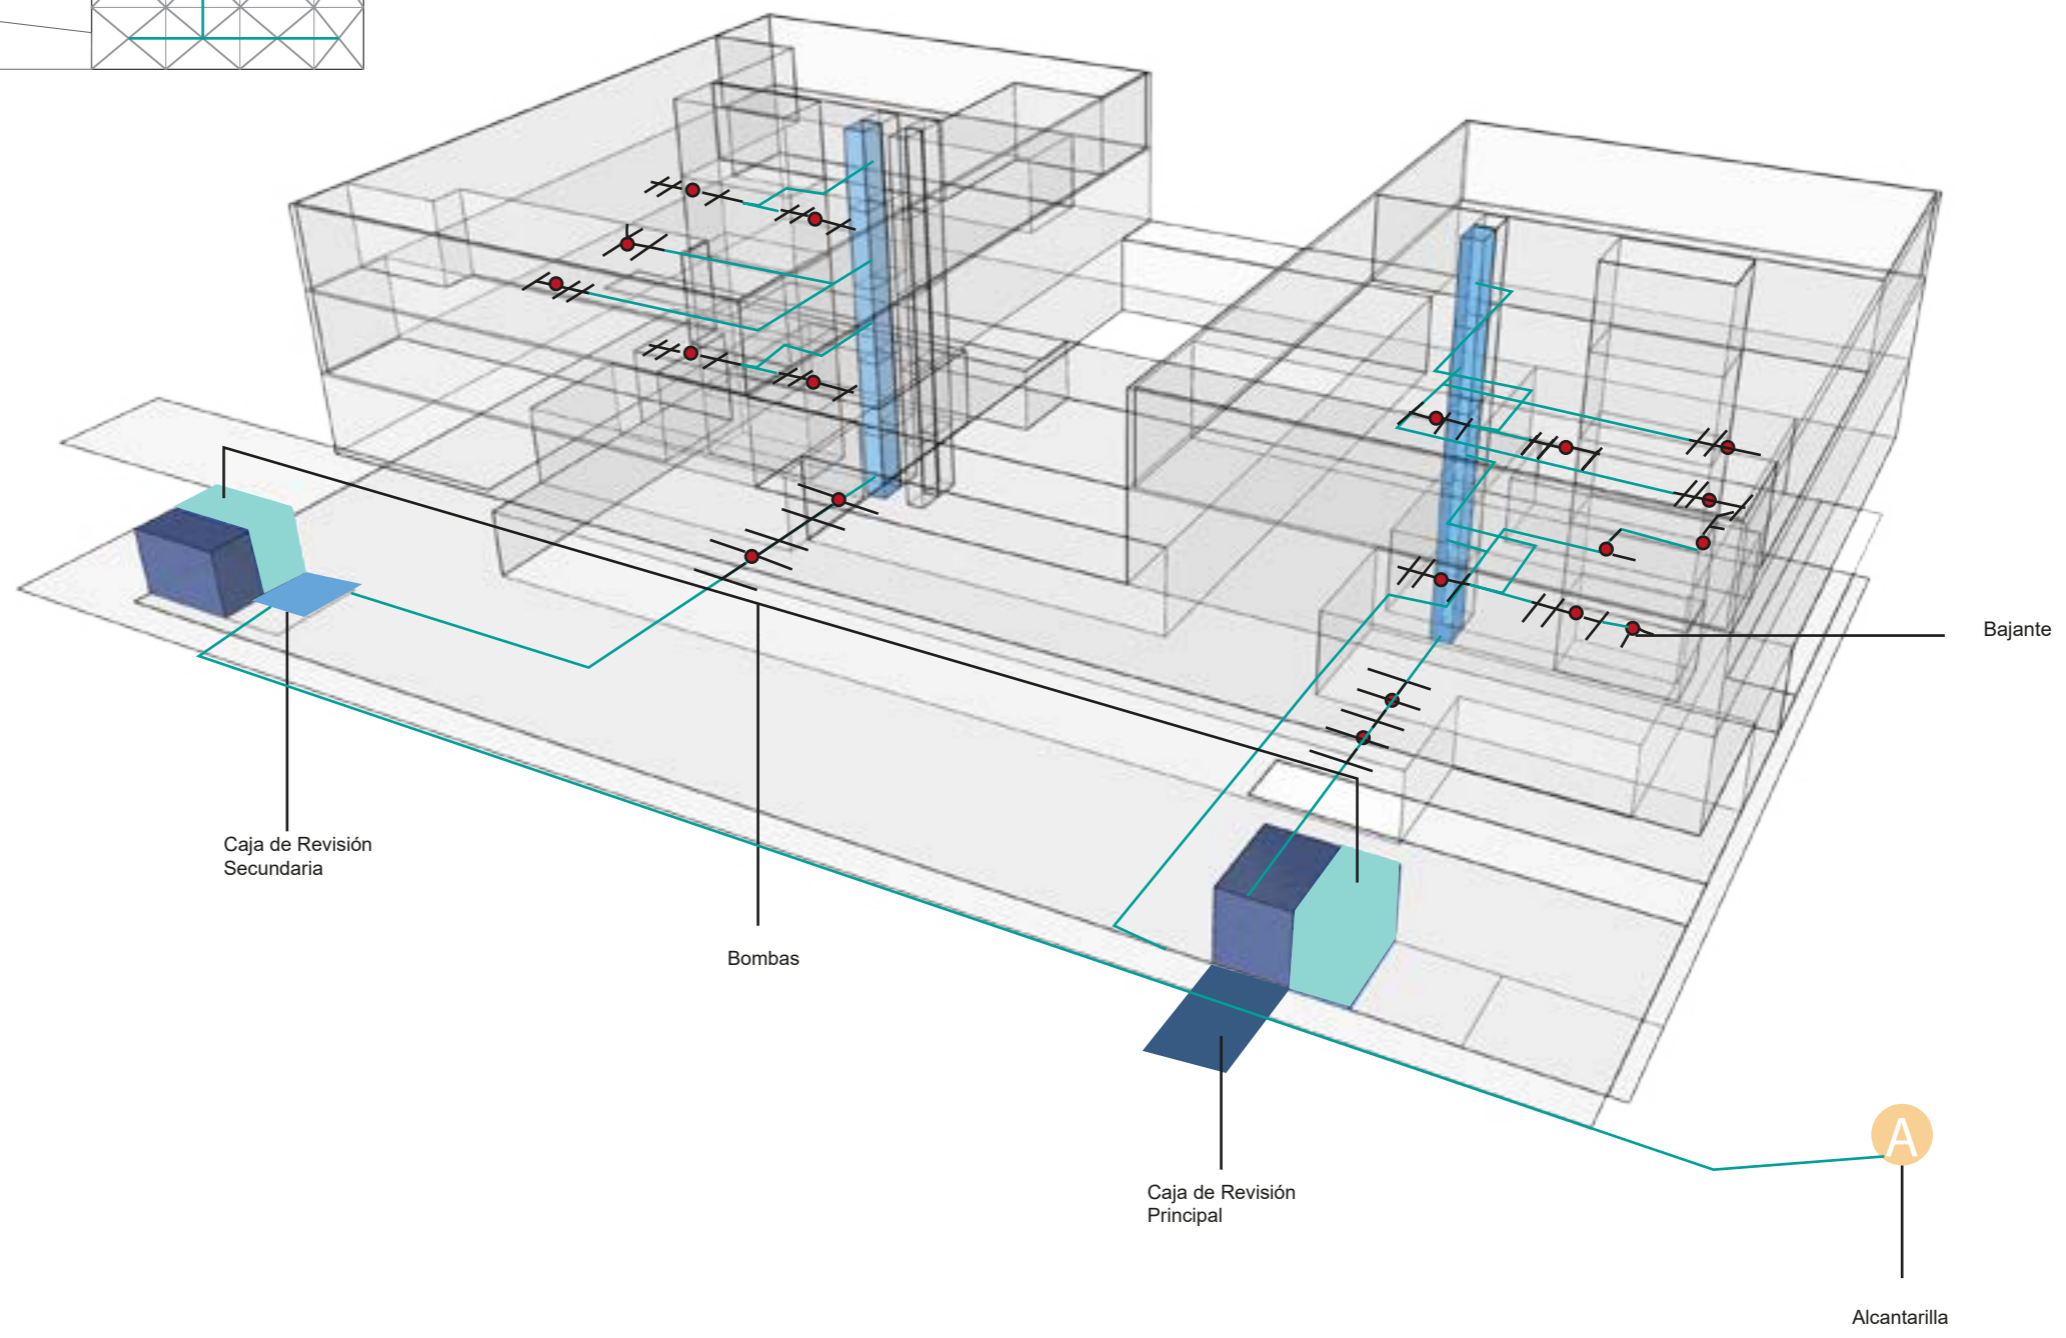 Bajante
Caja de Revisión
Secundaria
Bombas
A
Caja de Revisión
Principal
Alcantarilla